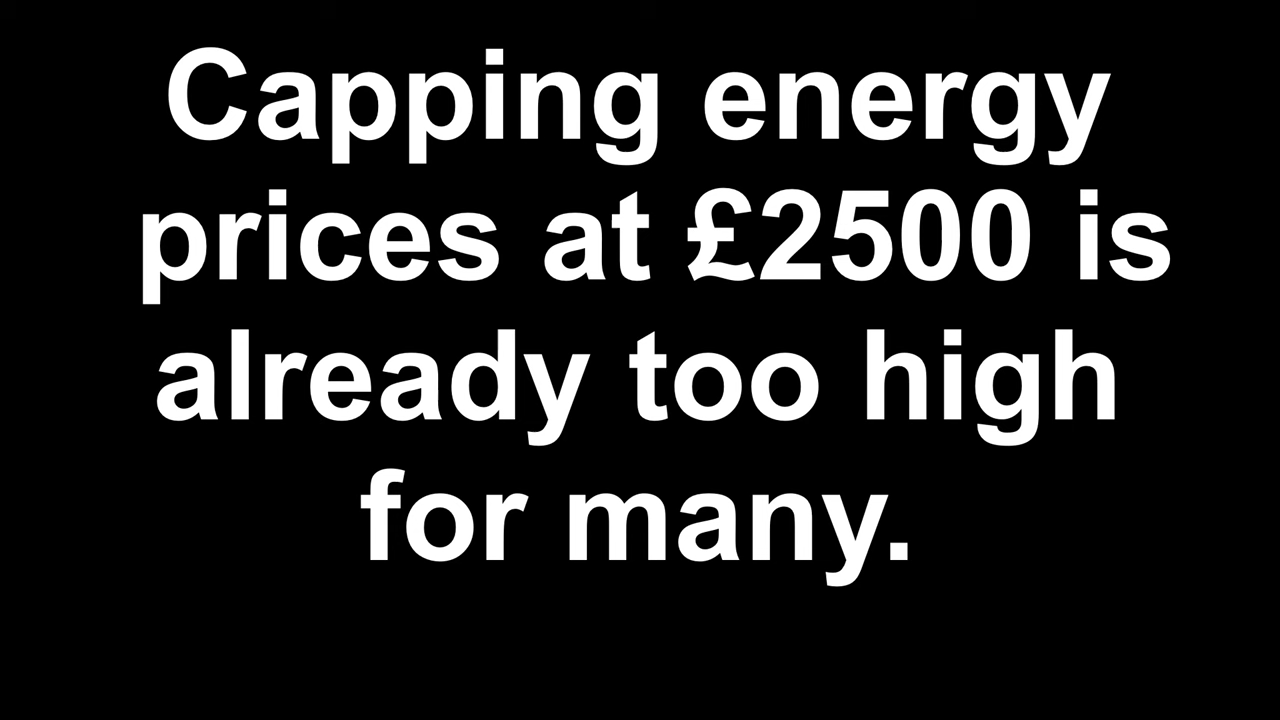 Capping energy
prices at £2500 is
already too high
for many.